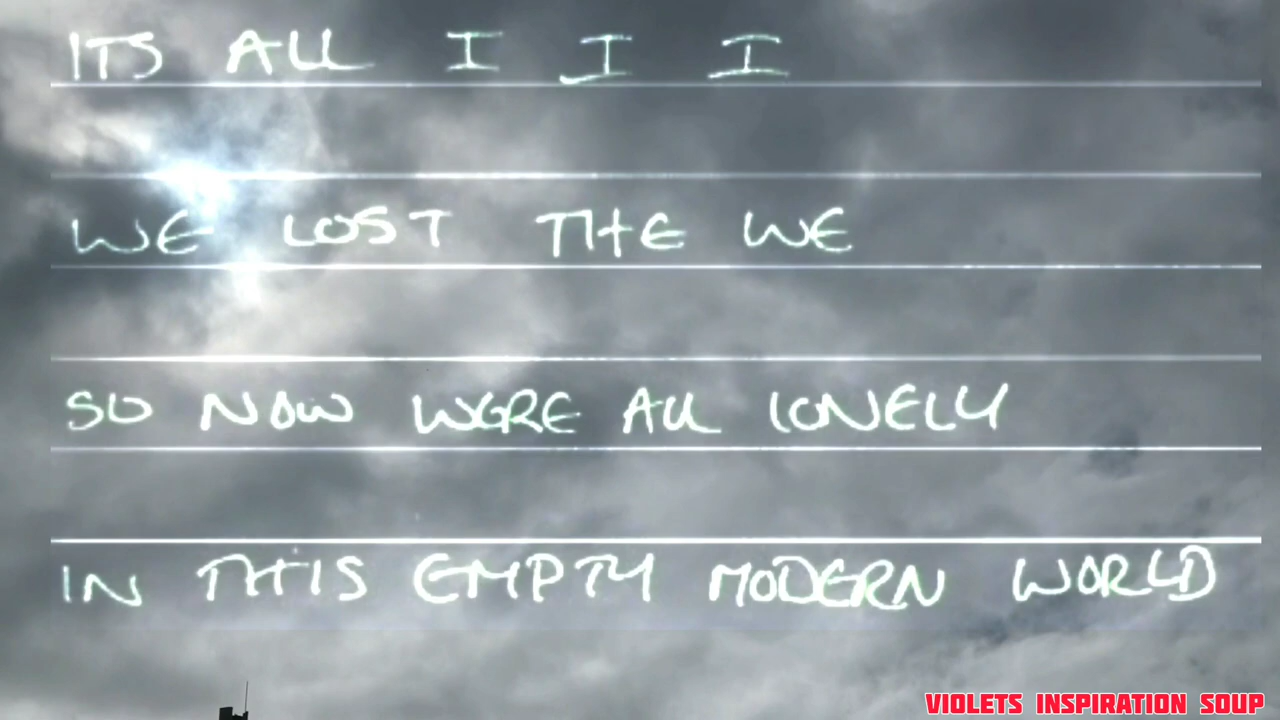 ITS ALL I I I
WE LOST THE WE
SO NOW WERE ALL LONELY
IN THIS EMPTY MODERN WORLD
VIOLETS INSPIRATION SOUP